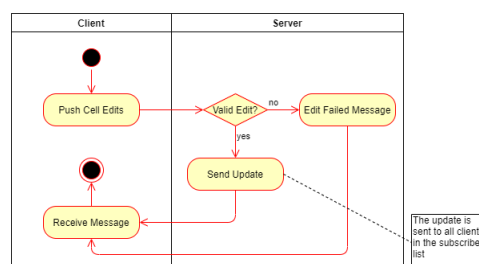 Client
Server
Push Cell Edits
Valid Edit?
no
Edit Failed Message
yes
Send Update
Receive Message
The update is
sent to all client
in the subscribe
list